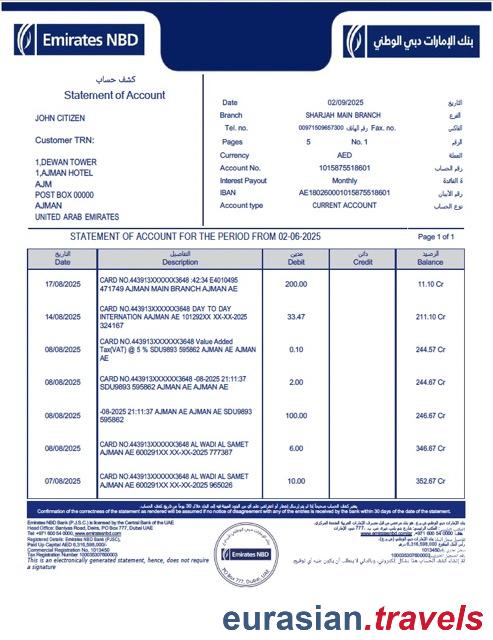 Emirates NBD
بنك الإمارات دبي الوطني
كشف حساب
Statement of Account
JOHN CITIZEN
Customer TRN:
1,DEWAN TOWER
1,AJMAN HOTEL
AJM
POST BOX 00000
AJMAN
UNITED ARAB EMIRATES
Date 02/09/2025 التاريخ
Branch SHARJAH MAIN BRANCH الفرع
Tel. no. 00971509657300 رقم الهاتف Fax. no. الفاكس
Pages 5 No. 1 الرقم
Currency AED العملة
Account No. 1015875518601 رقم الحساب
Interest Payout Monthly
IBAN AE180260001015875518601
Account type CURRENT ACCOUNT نوع الحساب
STATEMENT OF ACCOUNT FOR THE PERIOD FROM 02-06-2025 Page 1 of 1
التاريخ التفاصيل مدين دائن الرصيد
Date Description Debit Credit Balance
CARD NO.443913XXXXXX3648 :42:34 E4010495
17/08/2025 471749 AJMAN MAIN BRANCH AJMAN AE 200.00 11.10 Cr
CARD NO.443913XXXXXX3648 DAY TO DAY
14/08/2025 INTERNATION AAJMAN AE 101292XX XX-XX-2025 33.47 211.10 Cr
324167
CARD NO.443913XXXXXX3648 Value Added
08/08/2025 Tax(VAT) @ 5 % SDU9893 595862 AJMAN AE AJMAN 0.10 244.57 Cr
AE
CARD NO.443913XXXXXX3648 -08-2025 21:11:37
08/08/2025 SDU9893 595862 AJMAN AE AJMAN AE 2.00 244.67 Cr
-08-2025 21:11:37 AJMAN AE AJMAN AE SDU9893
08/08/2025 595862 100.00 246.67 Cr
CARD NO.443913XXXXXX3648 AL WADI AL SAMET
08/08/2025 AJMAN AE 600291XX XX-XX-2025 777387 6.00 346.67 Cr
CARD NO.443913XXXXXX3648 AL WADI AL SAMET
07/08/2025 AJMAN AE 600291XX XX-XX-2025 965026 10.00 352.67 Cr
Confirmation of the correctness of the statement as rendered will be assumed if no notice of disagreement with any of the entries is received by the bank within 30 days of the date of the statement.
Emirates NBD Bank (P.J.S.C.) is licensed by the Central Bank of the UAE
Head Office: Baniyas Road, Deira, PO Box 777, Dubai, UAE
Tel: +971 600 54 0000, www.emiratesnbd.com
Registered Details: Emirates NBD Bank (PJSC),
Paid Up Capital AED 6,316,598,000/-
Commercial Registration No. 1013450
Tax Registration Number: 100035307600003
This is an electronically generated statement, hence, does not require
a signature
Emirates NBD
PO Box 777, Dubai, UAE
eurasian.travels